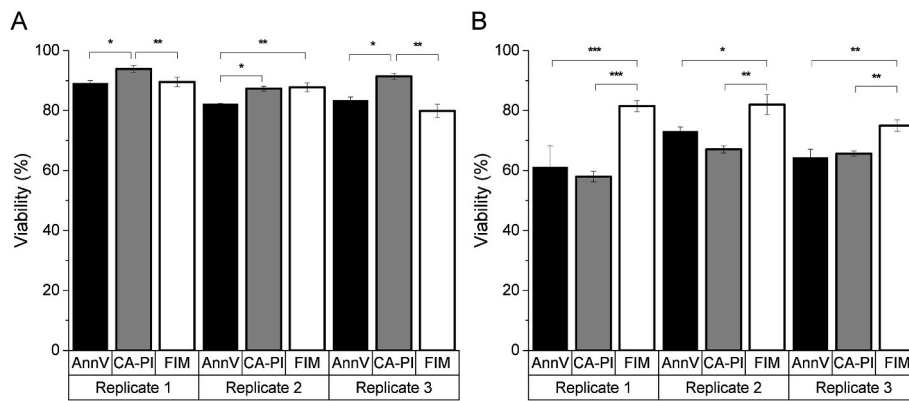 A
B
* ** ** * * **
*** *** * ** ** **
Viability (%)
100
80
60
40
20
0
AnnV CA-PI FIM AnnV CA-PI FIM AnnV CA-PI FIM
Replicate 1 Replicate 2 Replicate 3
Viability (%)
100
80
60
40
20
0
AnnV CA-PI FIM AnnV CA-PI FIM AnnV CA-PI FIM
Replicate 1 Replicate 2 Replicate 3